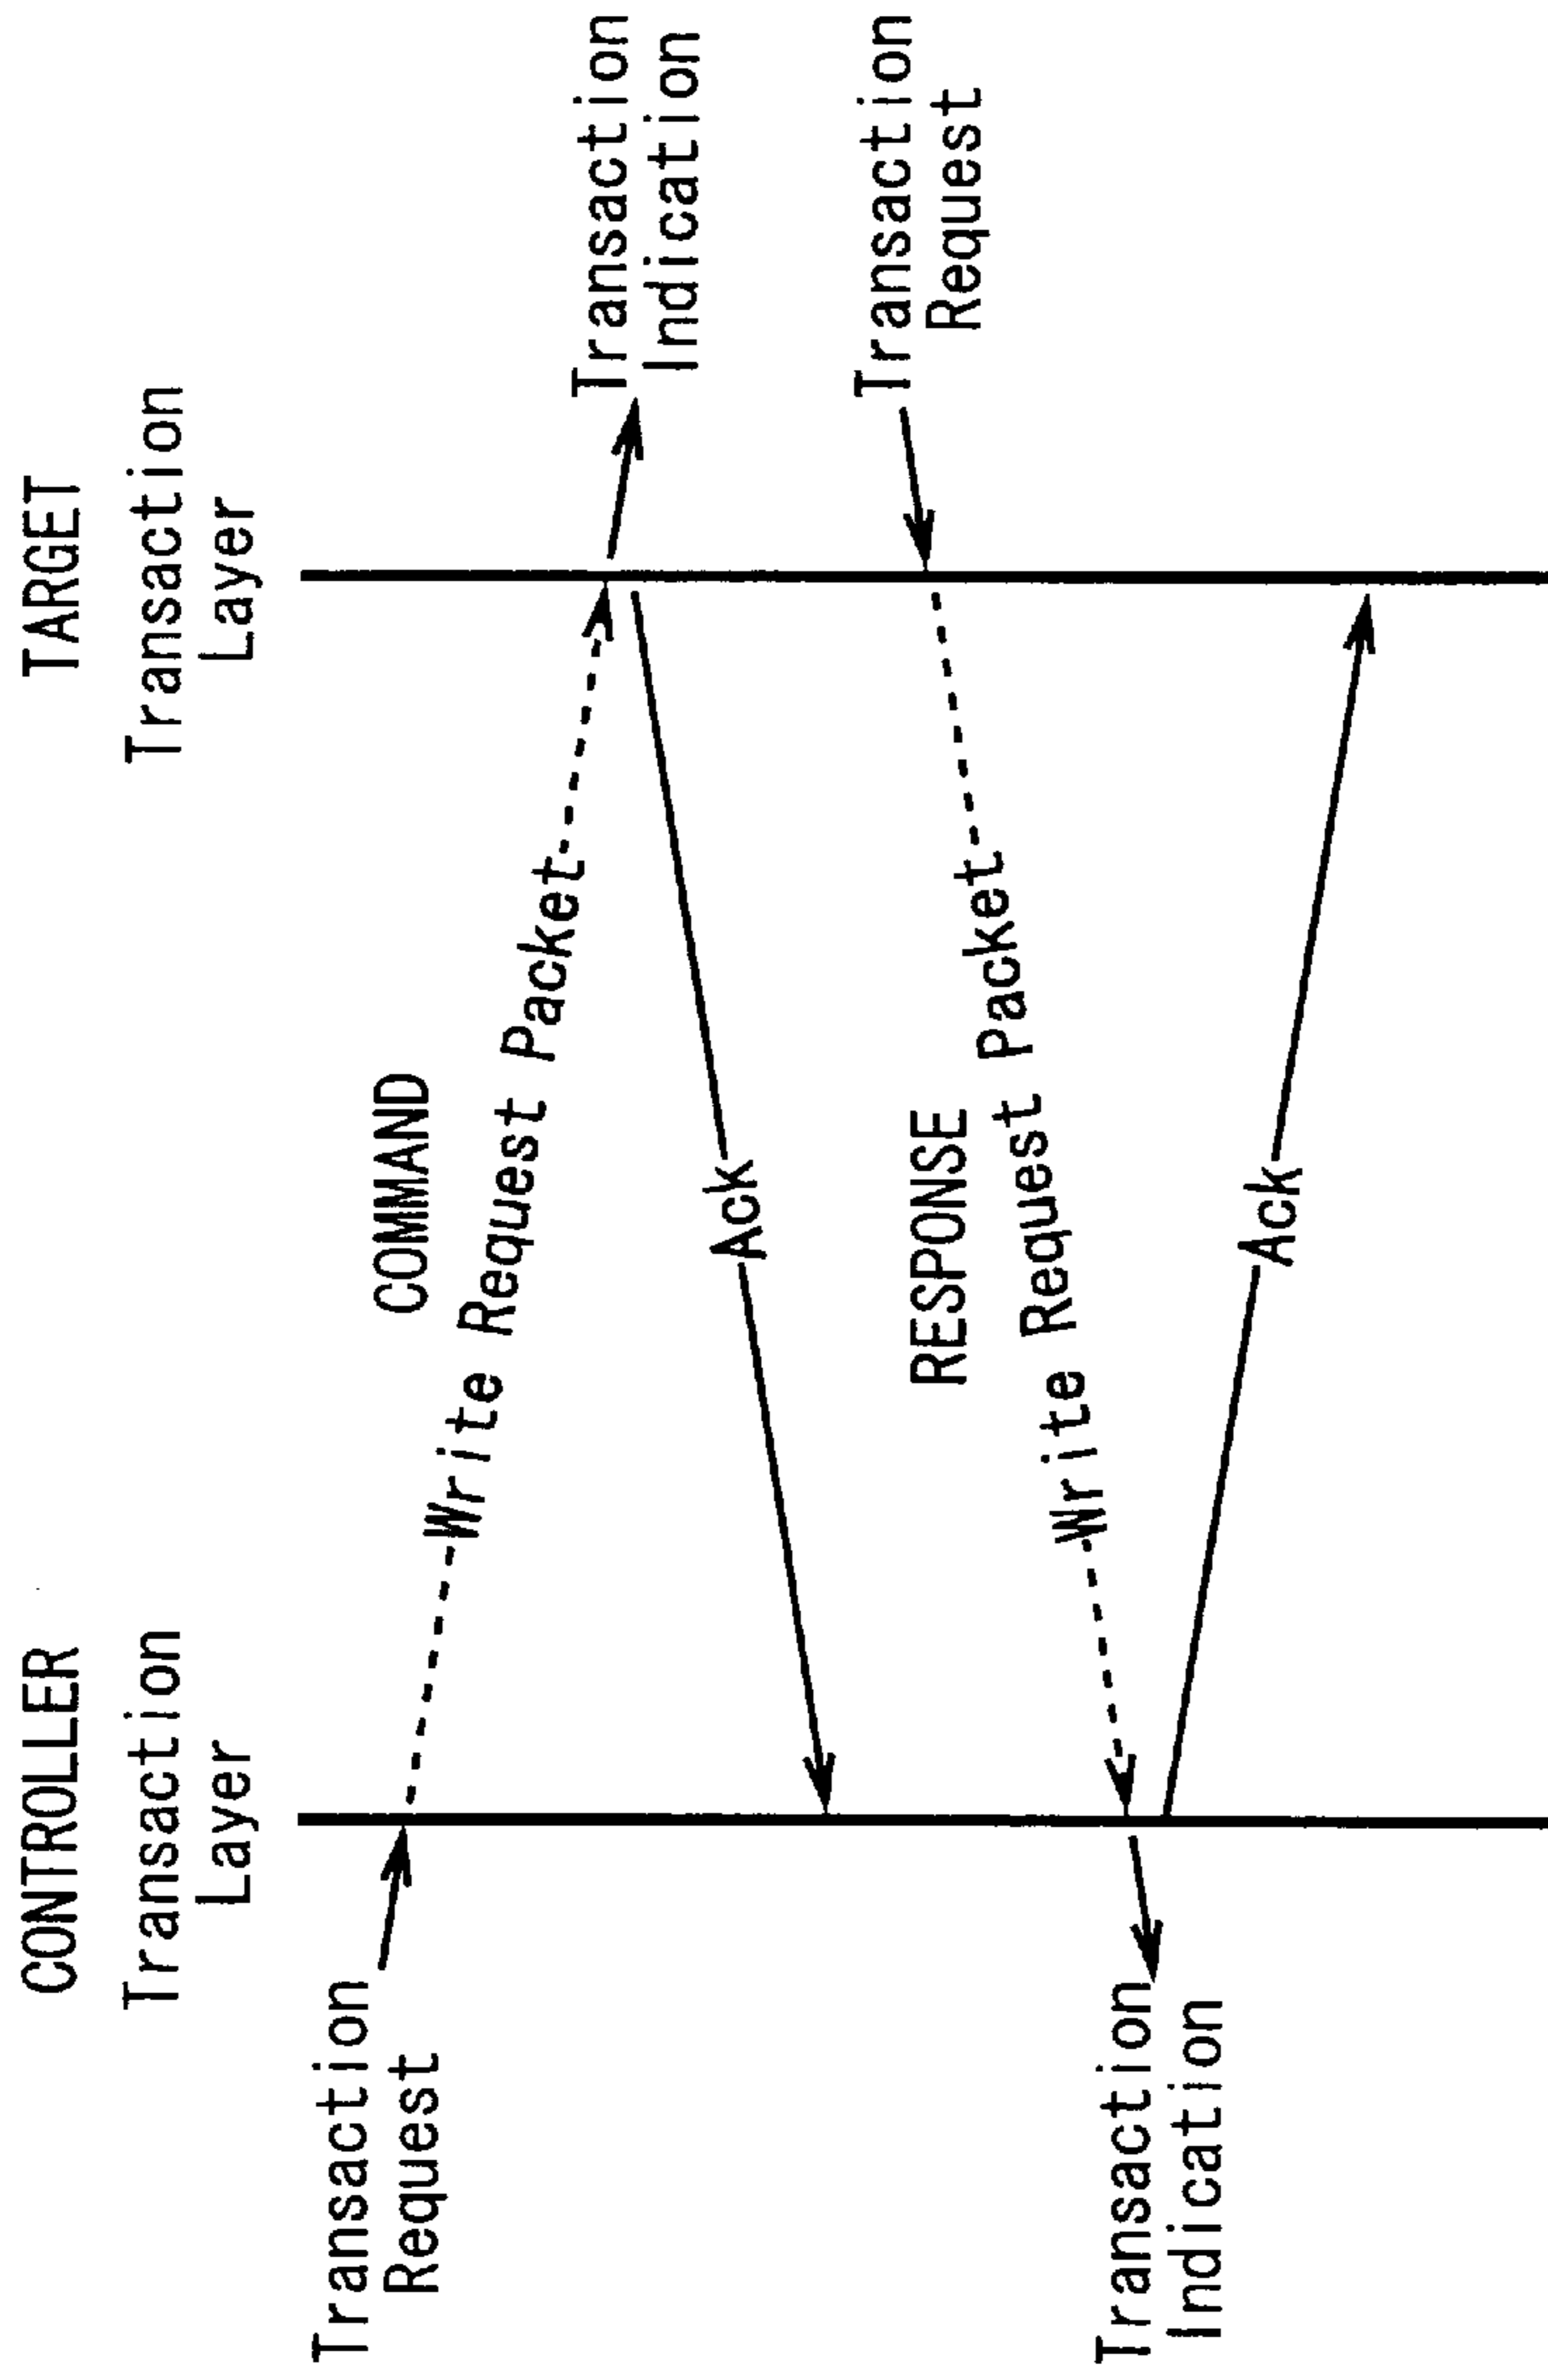 CONTROLLER
Transaction
Layer
TARGET
Transaction
Layer
Transaction
Request
COMMAND
Write Request Packet
Transaction
Indication
Ack
Transaction
Request
RESPONSE
Write Request Packet
Transaction
Indication
Ack